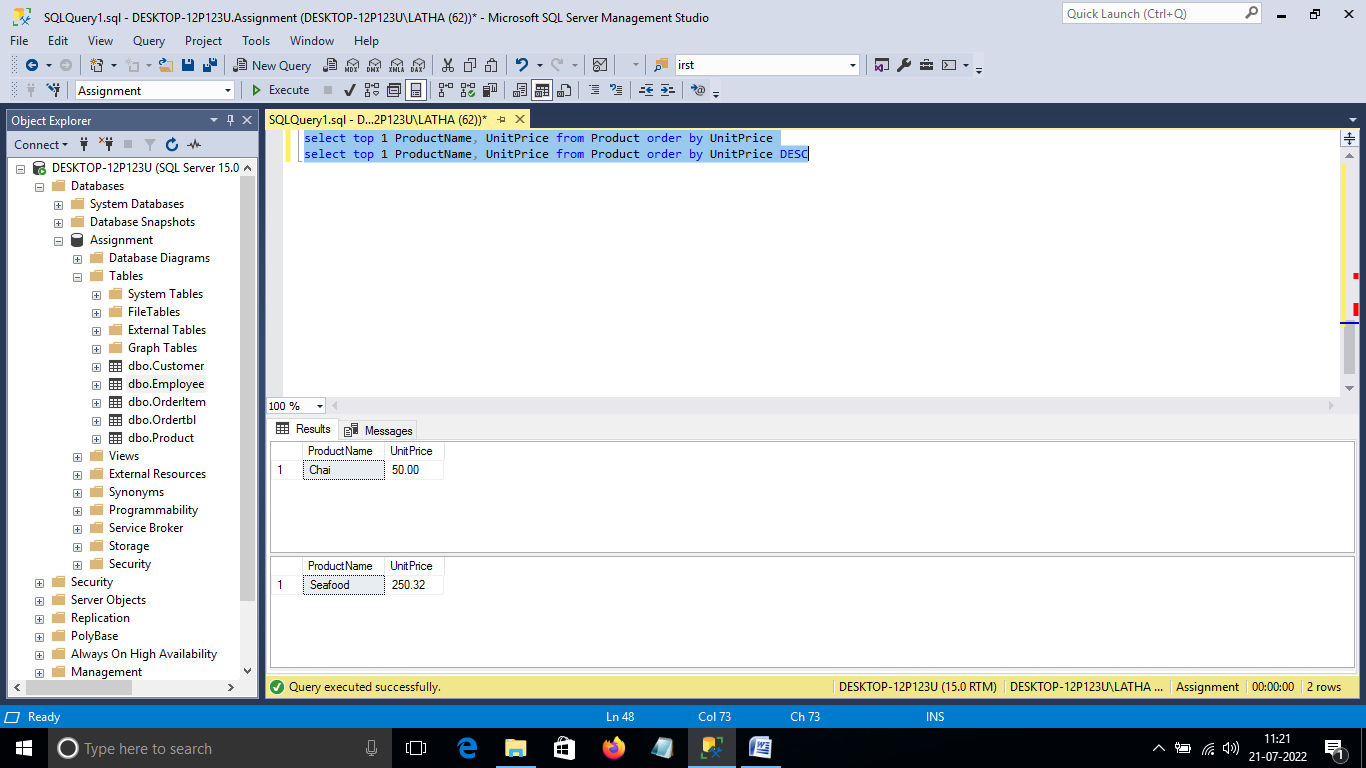 SQLQuery1.sql - DESKTOP-12P123U.Assignment (DESKTOP-12P123U\LATHA (62))* - Microsoft SQL Server Management Studio
Quick Launch (Ctrl+Q)
File Edit View Query Project Tools Window Help
New Query MDX DMX XMLA DAX irst
Assignment Execute
Object Explorer
SQLQuery1.sql - D...2P123U\LATHA (62))*
Connect
DESKTOP-12P123U (SQL Server 15.0
Databases
System Databases
Database Snapshots
Assignment
Database Diagrams
Tables
System Tables
FileTables
External Tables
Graph Tables
dbo.Customer
dbo.Employee
dbo.OrderItem
dbo.Ordertbl
dbo.Product
Views
External Resources
Synonyms
Programmability
Service Broker
Storage
Security
Security
Server Objects
Replication
PolyBase
Always On High Availability
Management
select top 1 ProductName, UnitPrice from Product order by UnitPrice
select top 1 ProductName, UnitPrice from Product order by UnitPrice DESC
100 %
Results Messages
ProductName UnitPrice
1 Chai 50.00
ProductName UnitPrice
1 Seafood 250.32
Query executed successfully. DESKTOP-12P123U (15.0 RTM) DESKTOP-12P123U\LATHA ... Assignment 00:00:00 2 rows
Ready Ln 48 Col 73 Ch 73 INS
Type here to search
11:21
21-07-2022
1